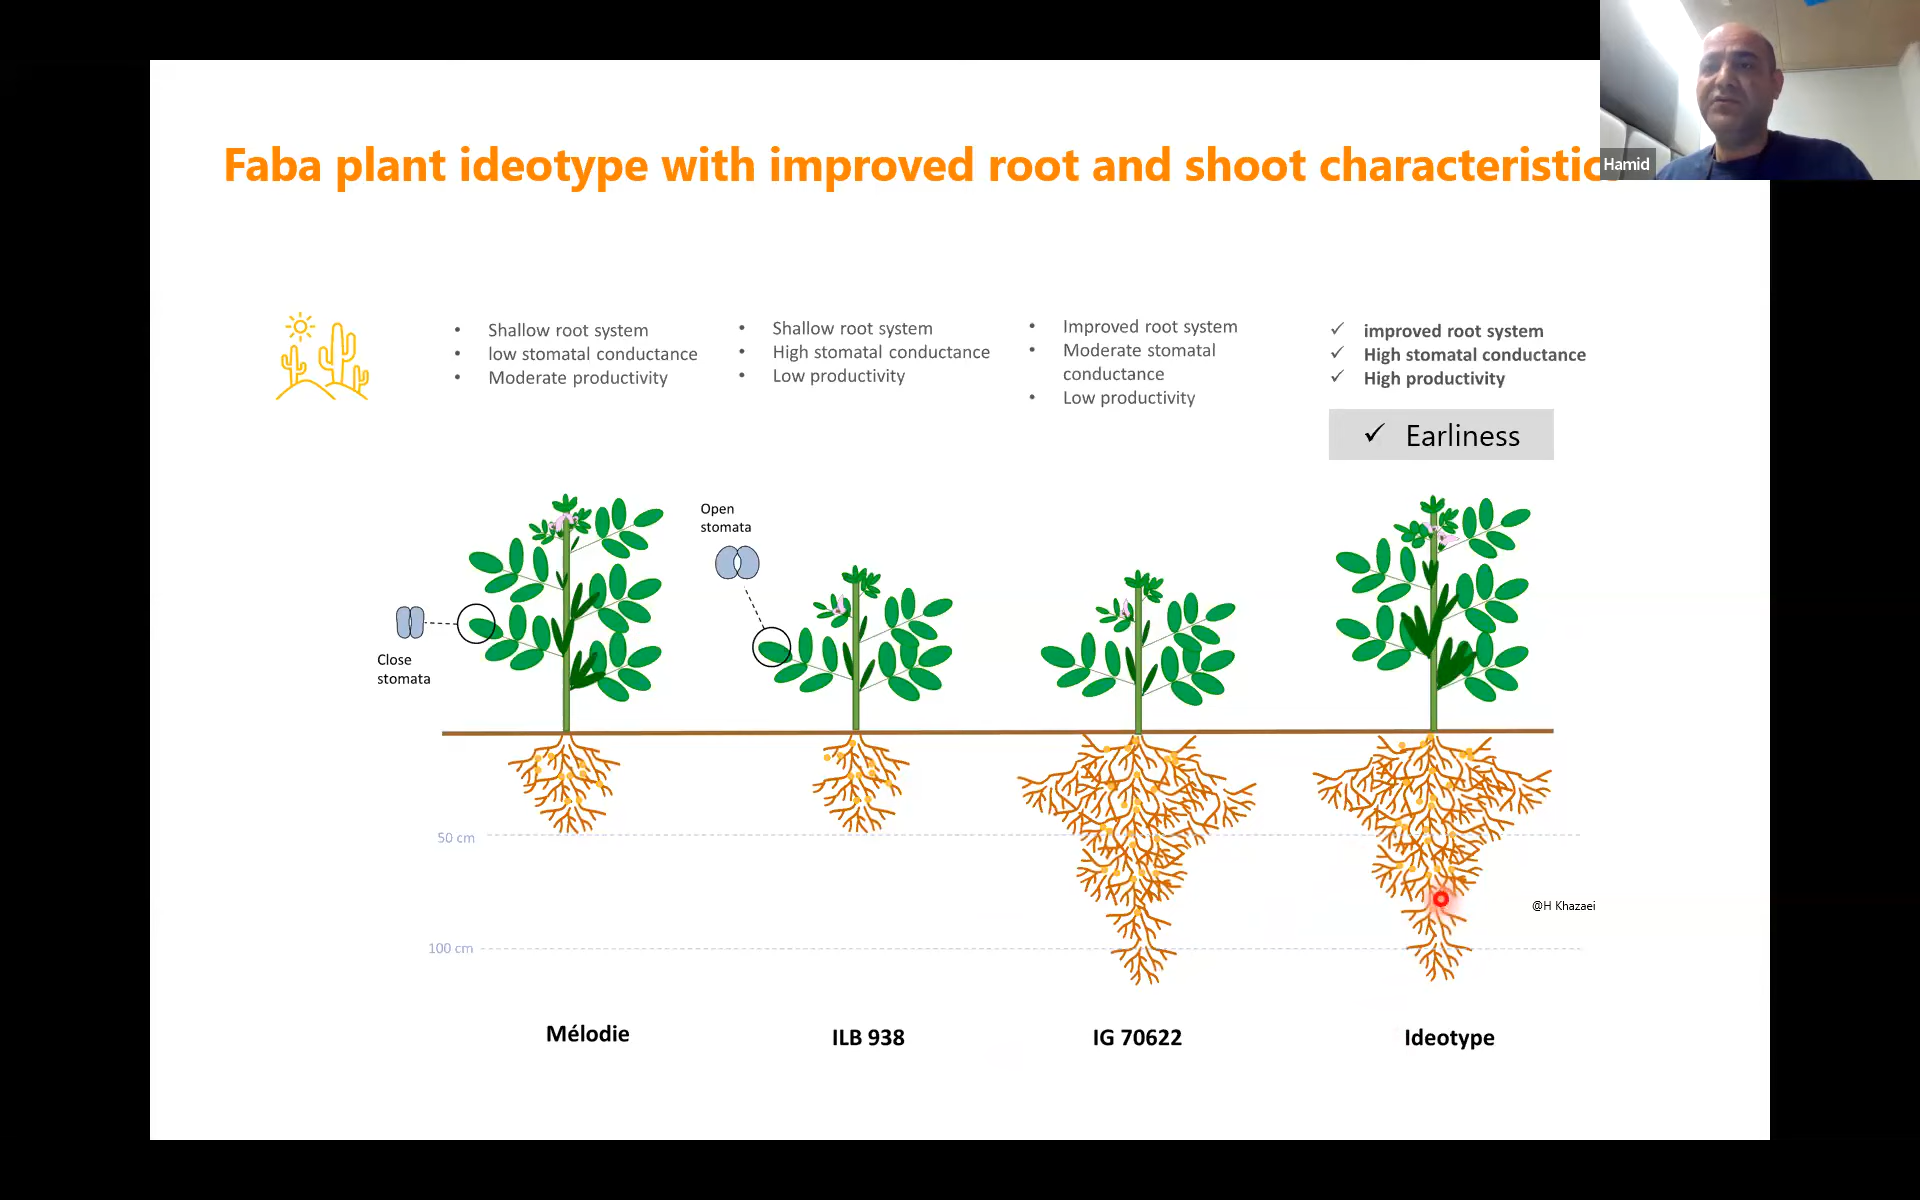 Faba plant ideotype with improved root and shoot characteristic
Hamid
• Shallow root system
• low stomatal conductance
• Moderate productivity
• Shallow root system
• High stomatal conductance
• Low productivity
• Improved root system
• Moderate stomatal
conductance
• Low productivity
✓ improved root system
✓ High stomatal conductance
✓ High productivity
✓ Earliness
Open
stomata
Close
stomata
50 cm
100 cm
@H Khazaei
Mélodie
ILB 938
IG 70622
Ideotype